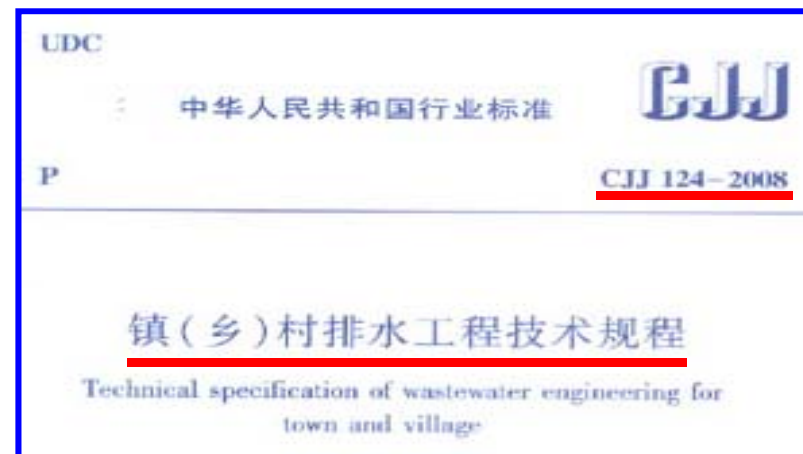 UDC
中华人民共和国行业标准
CJJ
P
CJJ 124-2008
镇(乡)村排水工程技术规程
Technical specification of wastewater engineering for
town and village